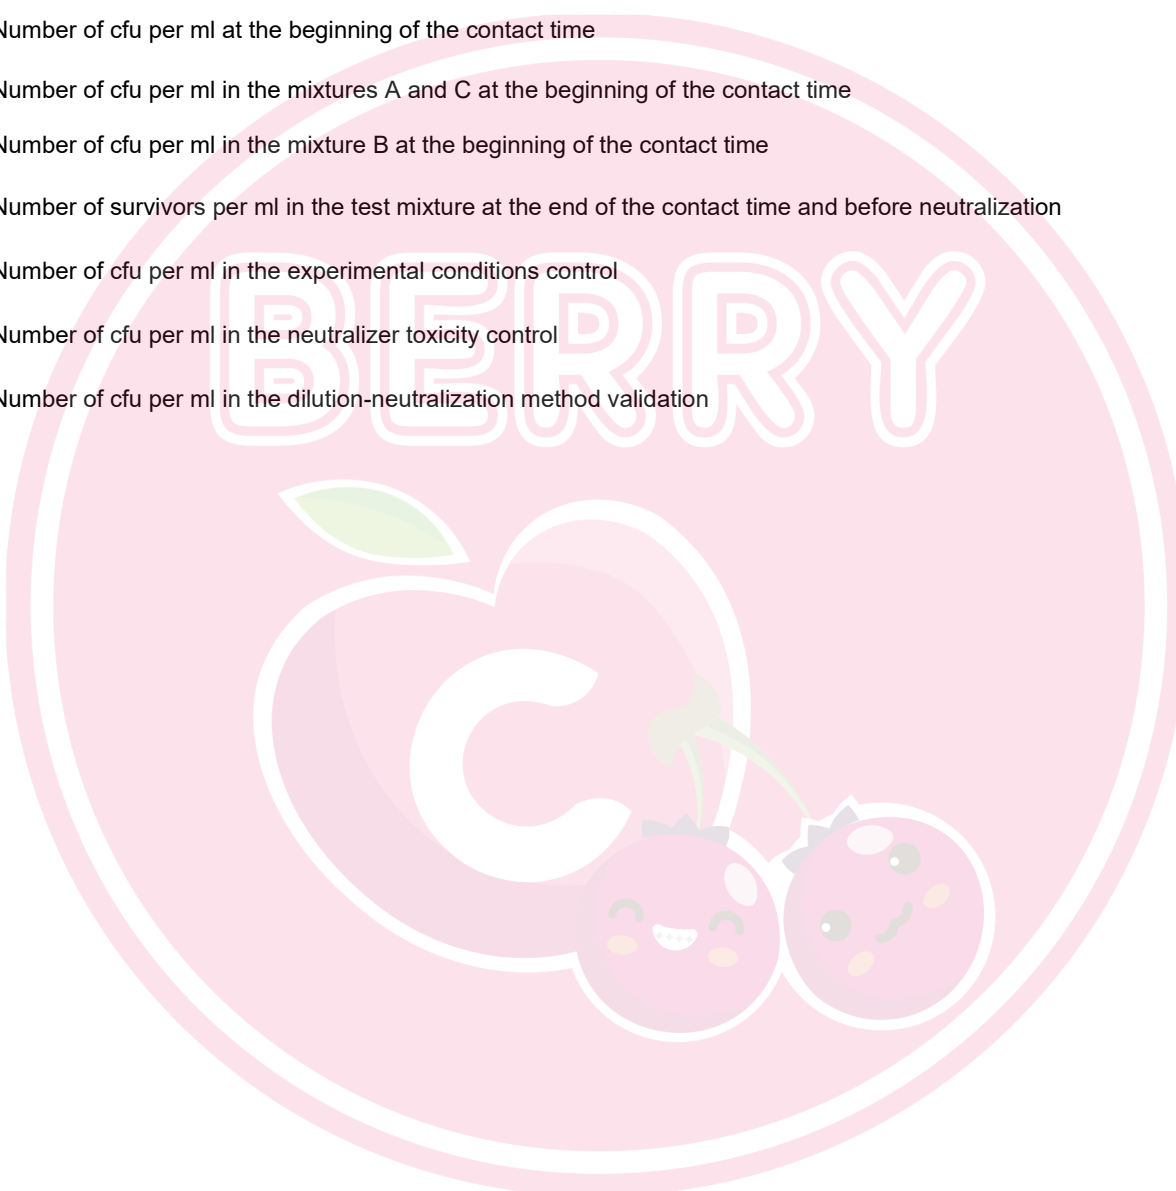 Number of cfu per ml at the beginning of the contact time
Number of cfu per ml in the mixtures A and C at the beginning of the contact time
Number of cfu per ml in the mixture B at the beginning of the contact time
Number of survivors per ml in the test mixture at the end of the contact time and before neutralization
Number of cfu per ml in the experimental conditions control
BERRY
Number of cfu per ml in the neutralizer toxicity control
Number of cfu per ml in the dilution-neutralization method validation
C